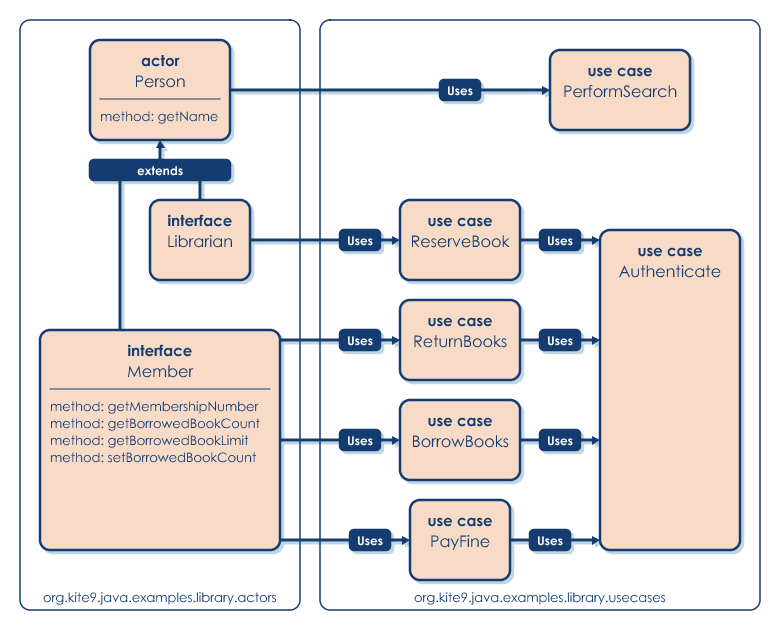 actor
Person
method: getName
extends
interface
Librarian
interface
Member
method: getMembershipNumber
method: getBorrowedBookCount
method: getBorrowedBookLimit
method: setBorrowedBookCount
org.kite9.java.examples.library.actors
Uses
use case
PerformSearch
Uses
use case
ReserveBook
Uses
use case
Authenticate
Uses
use case
ReturnBooks
Uses
Uses
use case
BorrowBooks
Uses
Uses
use case
PayFine
Uses
org.kite9.java.examples.library.usecases